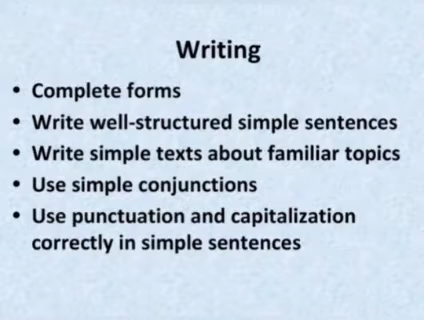 Writing
• Complete forms
• Write well-structured simple sentences
• Write simple texts about familiar topics
• Use simple conjunctions
• Use punctuation and capitalization
correctly in simple sentences